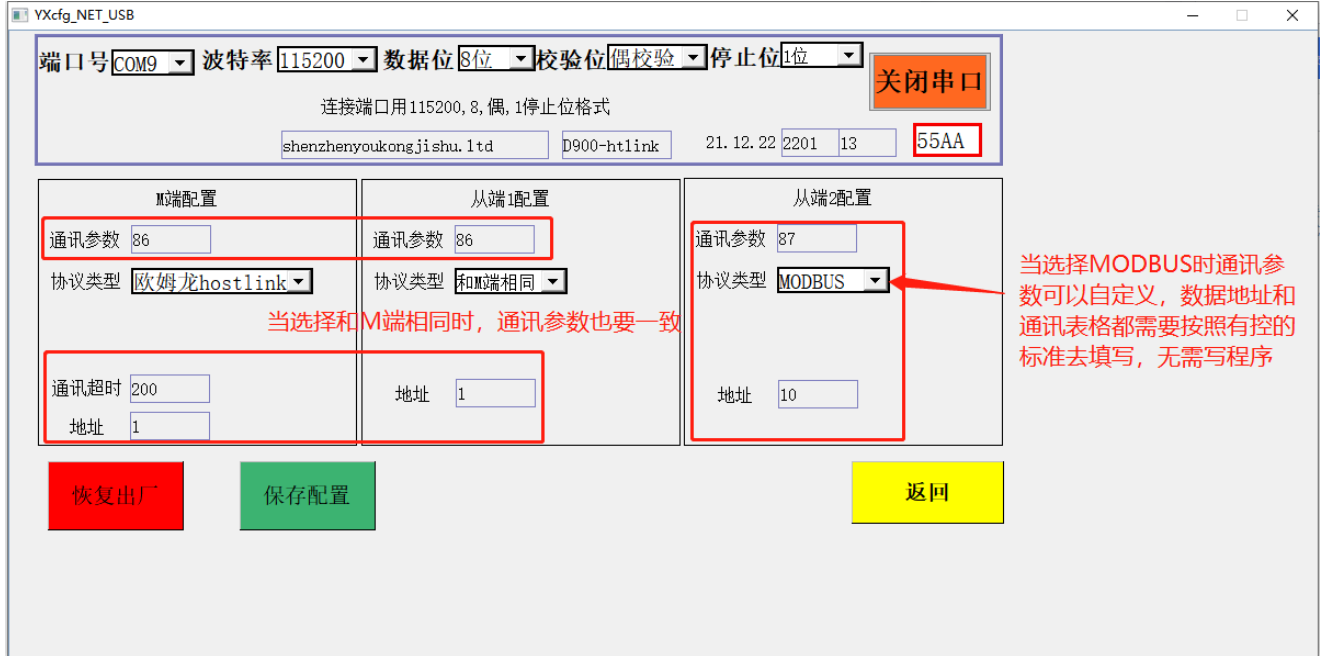 YXcfg_NET_USB
端口号 COM9 波特率 115200 数据位 8位 校验位 偶校验 停止位 1位
关闭串口
连接端口用115200,8,偶,1停止位格式
shenzhenyoukongjishu.ltd D900-htlink 21.12.22 2201 13 55AA
M端配置 从端1配置 从端2配置
通讯参数 86 通讯参数 86 通讯参数 87
协议类型 欧姆龙hostlink 协议类型 和M端相同 协议类型 MODBUS
当选择MODBUS时通讯参
数可以自定义，数据地址和
通讯表格都需要按照有控的
标准去填写，无需写程序
当选择和M端相同时，通讯参数也要一致
通讯超时 200 地址 1 地址 10
地址 1
恢复出厂 保存配置 返回